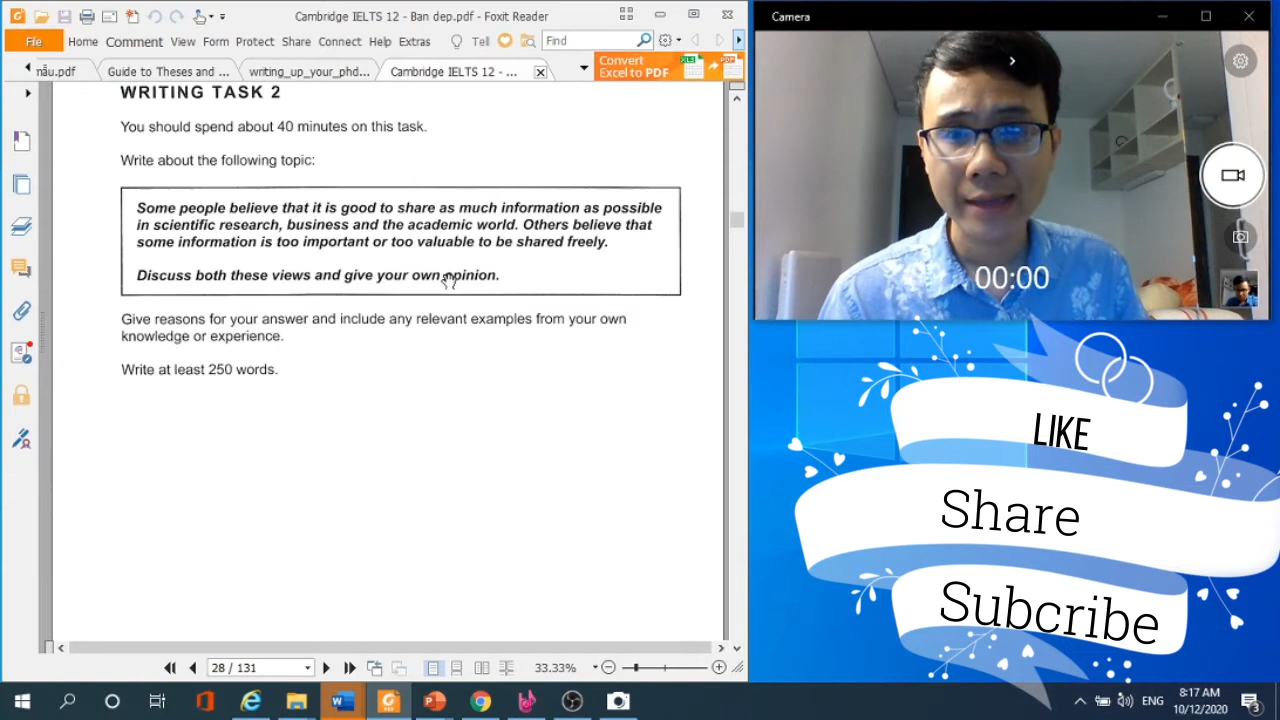 Cambridge IELTS 12 - Ban dep.pdf - Foxit Reader
File Home Comment View Form Protect Share Connect Help Extras Tell Find
mẫu.pdf Guide to Theses and ... writing_up_your_phd... Cambridge IELTS 12 - ...
Convert
Excel to PDF
WRITING TASK 2
You should spend about 40 minutes on this task.
Write about the following topic:
Some people believe that it is good to share as much information as possible
in scientific research, business and the academic world. Others believe that
some information is too important or too valuable to be shared freely.
Discuss both these views and give your own opinion.
Give reasons for your answer and include any relevant examples from your own
knowledge or experience.
Write at least 250 words.
28 / 131
33.33%
Camera
00:00
LIKE
Share
Subcribe
ENG
8:17 AM
10/12/2020
3